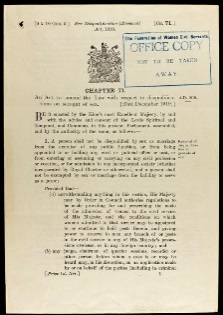 [9 & 10 GEO. 5.] Sex Disqualification (Removal) [CH. 71.]
Act, 1919.
The Federation of Women Civil Servants
OFFICE COPY
NOT TO BE TAKEN
AWAY.
CHAPTER 71.
An Act to amend the Law with respect to disqualifica-
tions on account of sex. [23rd December 1919.]
BE it enacted by the King's most Excellent Majesty, by and
with the advice and consent of the Lords Spiritual and
Temporal, and Commons, in this present Parliament assembled,
and by the authority of the same, as follows:—
1. A person shall not be disqualified by sex or marriage
from the exercise of any public function, or from being
appointed to or holding any civil or judicial office or post, or
from entering or assuming or carrying on any civil profession
or vocation, or for admission to any incorporated society (whether
incorporated by Royal Charter or otherwise), and a person shall
not be exempted by sex or marriage from the liability to serve
as a juror:
Provided that—
(a) notwithstanding anything in this section, His Majesty
may by Order in Council authorise regulations to
be made providing for and prescribing the mode
of the admission of women to the civil service
of His Majesty, and the conditions on which
women admitted to that service may be appointed
to or continue to hold posts therein, and giving
power to reserve to men any branch of or posts
in the civil service in any of His Majesty's posses-
sions overseas, or in any foreign country; and
(b) any judge, chairman of quarter sessions, recorder or
other person before whom a case is or may be
heard may, in his discretion, on an application made
by or on behalf of the parties (including in criminal